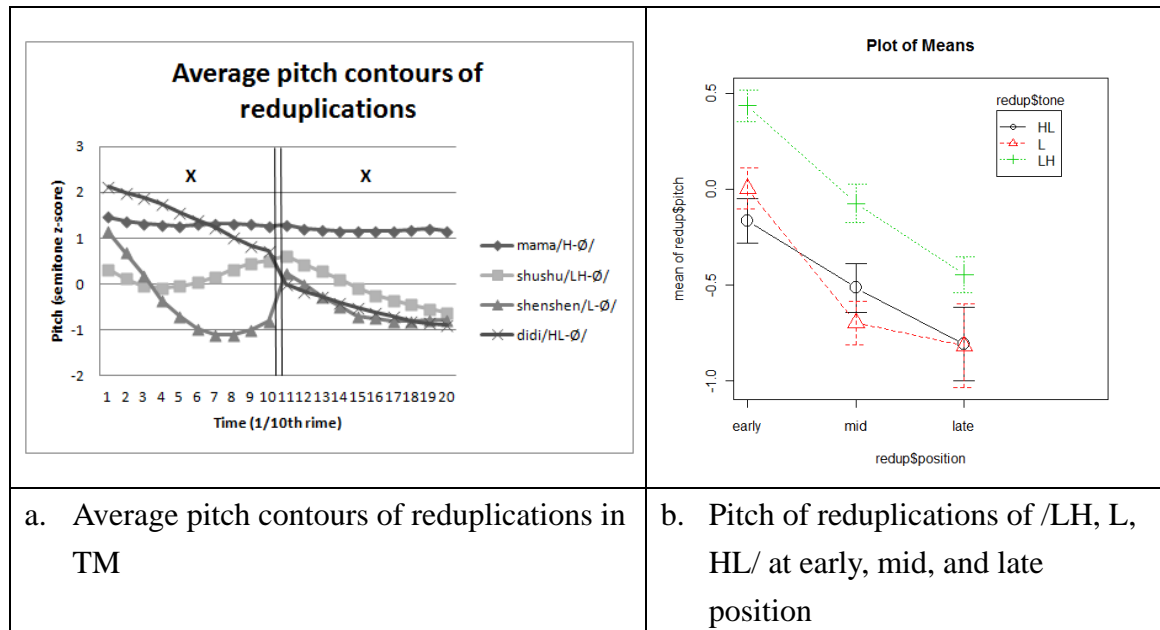 Average pitch contours of
reduplications
3
2
1
0
-1
-2
Pitch (semitone z-score)
X X
1 2 3 4 5 6 7 8 9 10 11 12 13 14 15 16 17 18 19 20
Time (1/10th rime)
mama/H-Ø/
shushu/LH-Ø/
shenshen/L-Ø/
didi/HL-Ø/
Plot of Means
0.5
0.0
-0.5
-1.0
mean of redup$pitch
redup$tone
HL
L
LH
early mid late
redup$position
a. Average pitch contours of reduplications in
TM
b. Pitch of reduplications of /LH, L,
HL/ at early, mid, and late
position